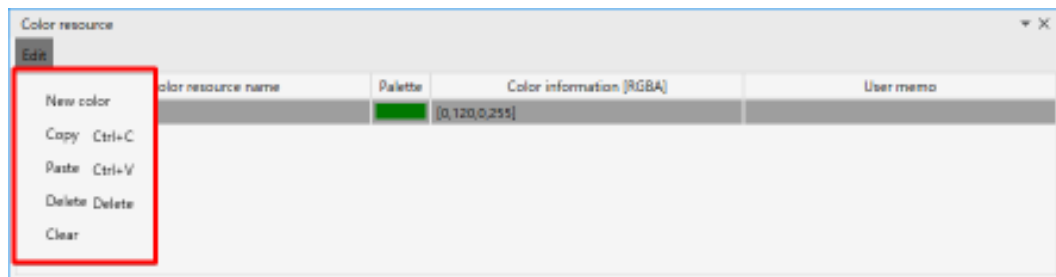 Color resource
Edit
olor resource name Palette Color information [RGBA] User memo
New color
[0,120,0,255]
Copy Ctrl+C
Paste Ctrl+V
Delete Delete
Clear